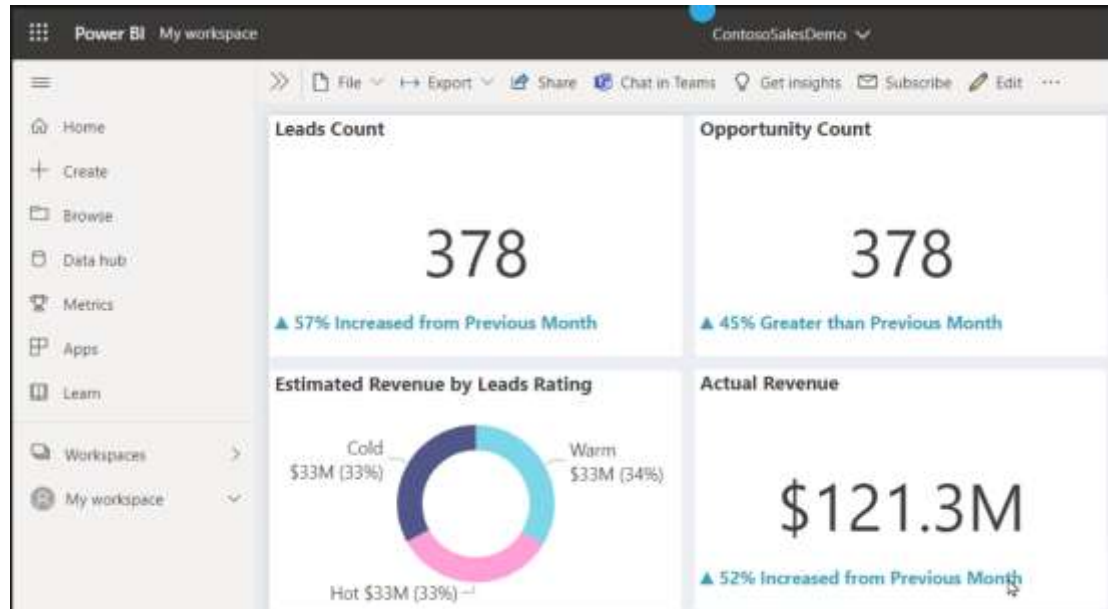 Power BI My workspace
ContosoSalesDemo
File Export Share Chat in Teams Get insights Subscribe Edit ...
Home
Create
Browse
Data hub
Metrics
Apps
Learn
Workspaces
My workspace
Leads Count
378
▲ 57% Increased from Previous Month
Opportunity Count
378
▲ 45% Greater than Previous Month
Estimated Revenue by Leads Rating
Cold
$33M (33%)
Warm
$33M (34%)
Hot $33M (33%)
Actual Revenue
$121.3M
▲ 52% Increased from Previous Month